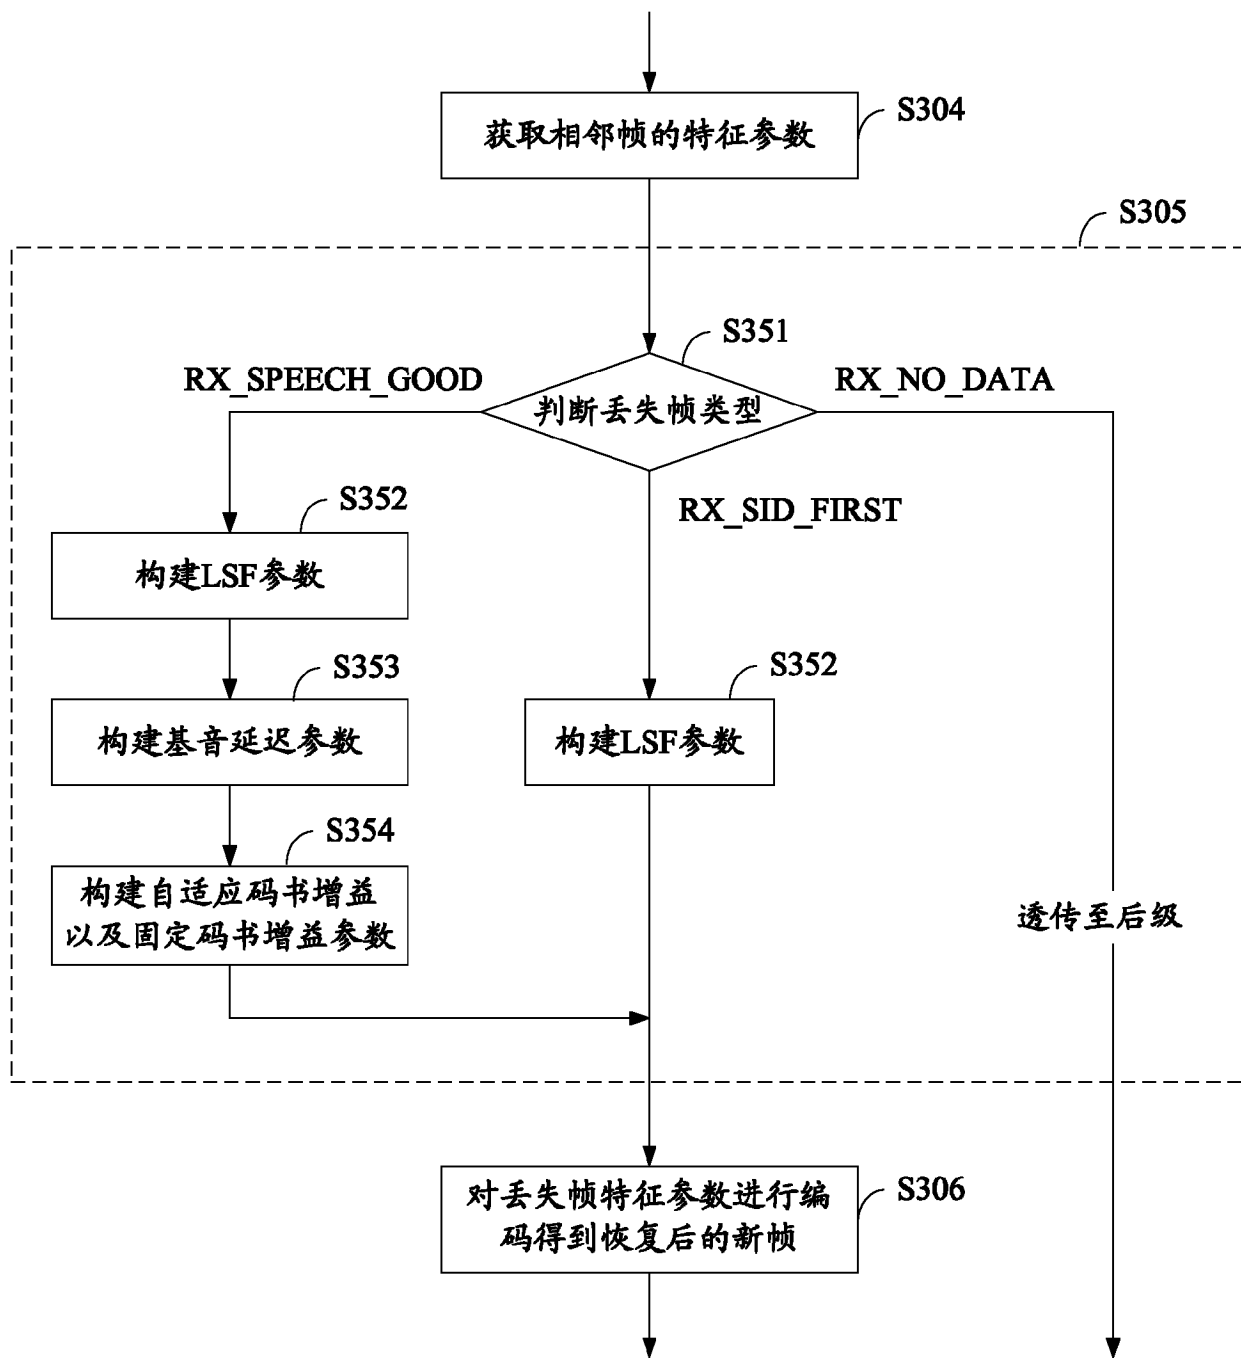 获取相邻帧的特征参数
S304
S305
S351
RX_SPEECH_GOOD
判断丢失帧类型
RX_NO_DATA
RX_SID_FIRST
S352
构建LSF参数
S353
构建基音延迟参数
S352
构建LSF参数
S354
构建自适应码书增益
以及固定码书增益参数
透传至后级
对丢失帧特征参数进行编
码得到恢复后的新帧
S306